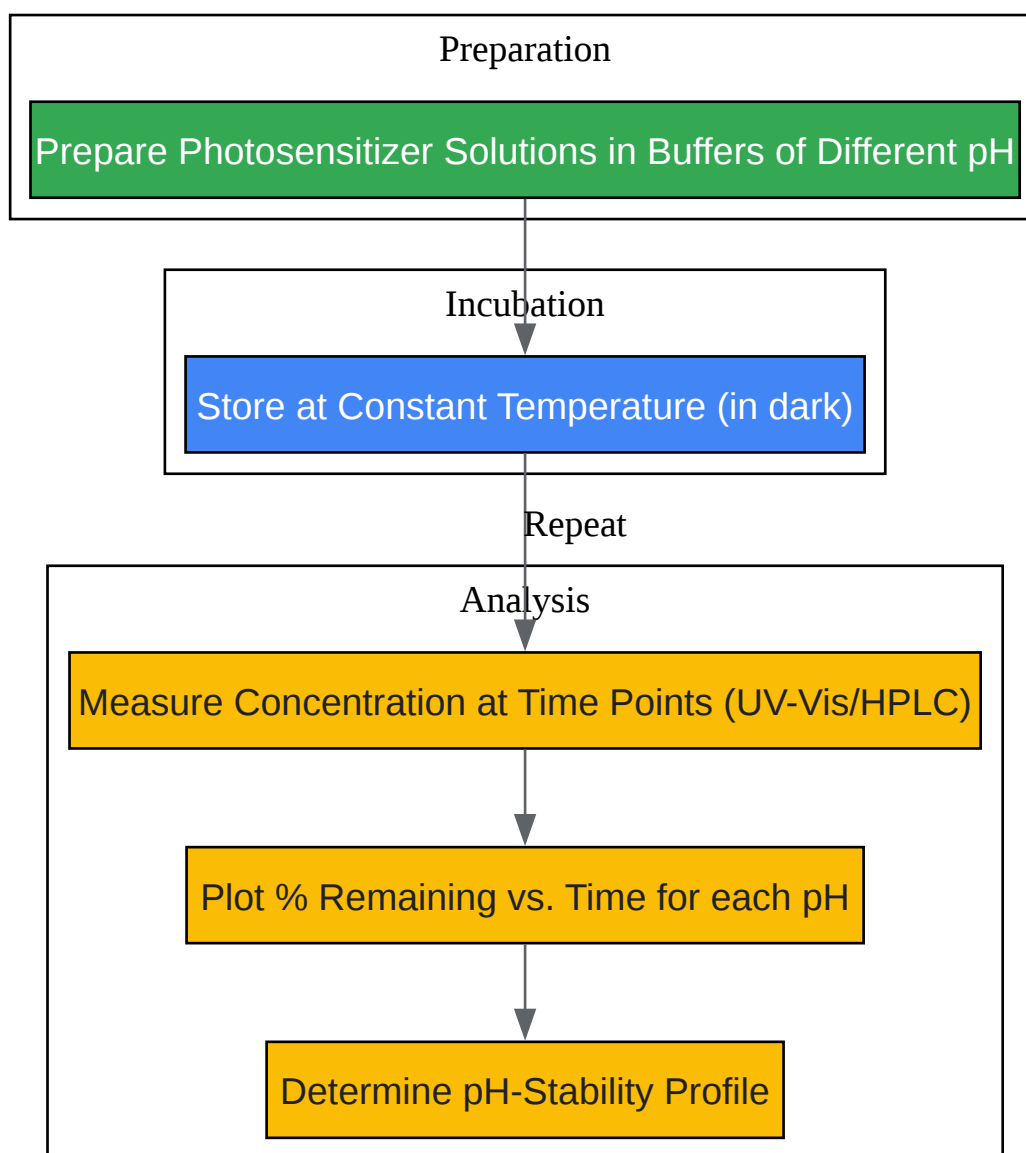 Preparation
Prepare Photosensitizer Solutions in Buffers of Different pH
Incubation
Store at Constant Temperature (in dark)
Repeat
Analysis
Measure Concentration at Time Points (UV-Vis/HPLC)
Plot % Remaining vs. Time for each pH
Determine pH-Stability Profile